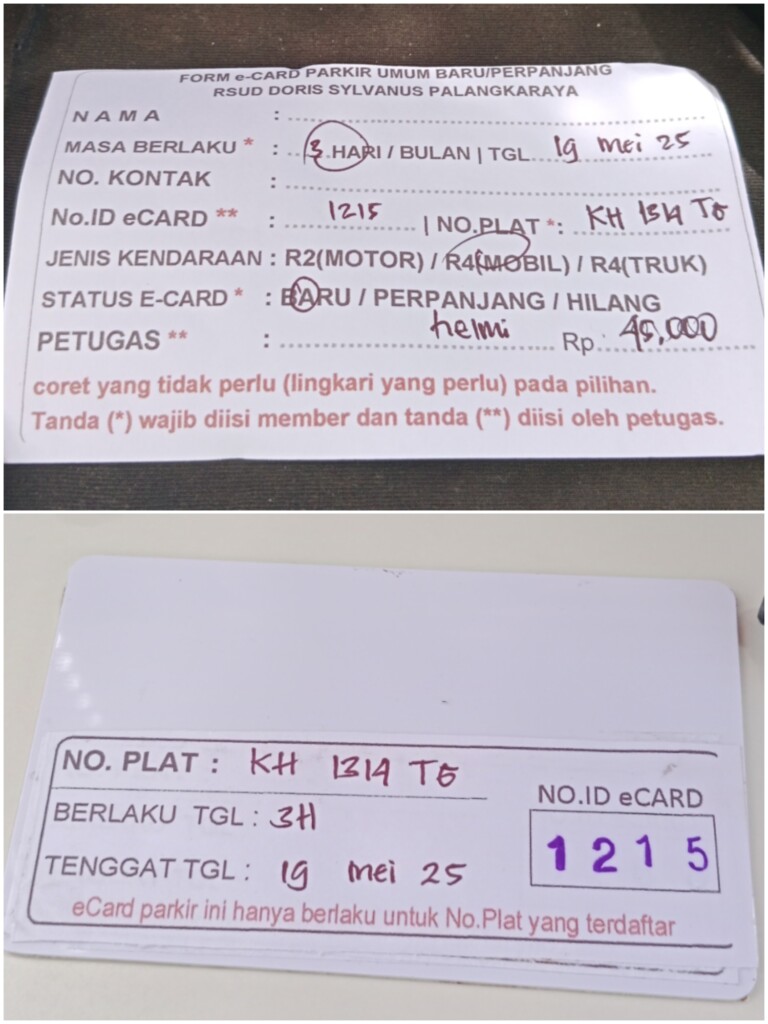 FORM e-CARD PARKIR UMUM BARU/PERPANJANG
RSUD DORIS SYLVANUS PALANGKARAYA
NAMA :
MASA BERLAKU * : 3 HARI / BULAN | TGL 19 mei 25
NO. KONTAK :
No.ID eCARD ** : 1215 | NO.PLAT *: KH 1314 TG
JENIS KENDARAAN : R2(MOTOR) / R4(MOBIL) / R4(TRUK)
STATUS E-CARD * : BARU / PERPANJANG / HILANG
PETUGAS ** : helmi Rp. 45,000
coret yang tidak perlu (lingkari yang perlu) pada pilihan.
Tanda (*) wajib diisi member dan tanda (**) diisi oleh petugas.
NO. PLAT : KH 1314 TG
BERLAKU TGL : 3H
TENGGAT TGL : 19 mei 25
NO.ID eCARD
1215
eCard parkir ini hanya berlaku untuk No.Plat yang terdaftar